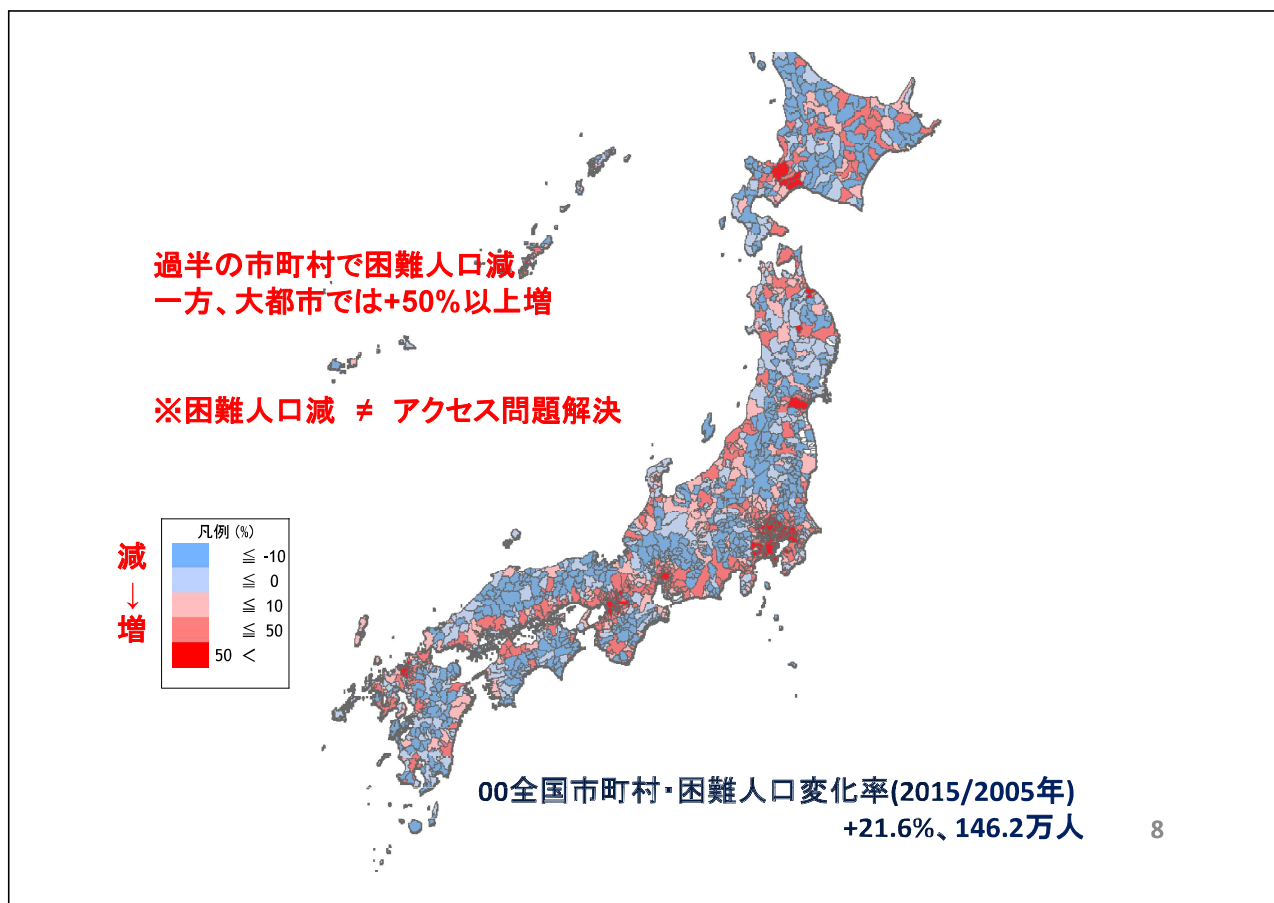 過半の市町村で困難人口減
一方、大都市では+50%以上増
※困難人口減 ≠ アクセス問題解決
減
↓
増
凡例 (%)
≦ -10
≦ 0
≦ 10
≦ 50
50 <
00全国市町村・困難人口変化率(2015/2005年)
+21.6%、146.2万人
8